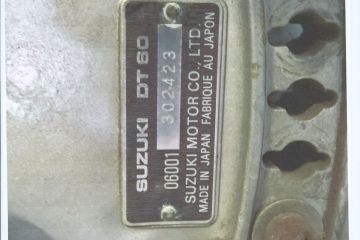 SUZUKI DT 60
06001 302423
SUZUKI MOTOR CO., LTD.
MADE IN JAPAN FABRIQUE AU JAPON